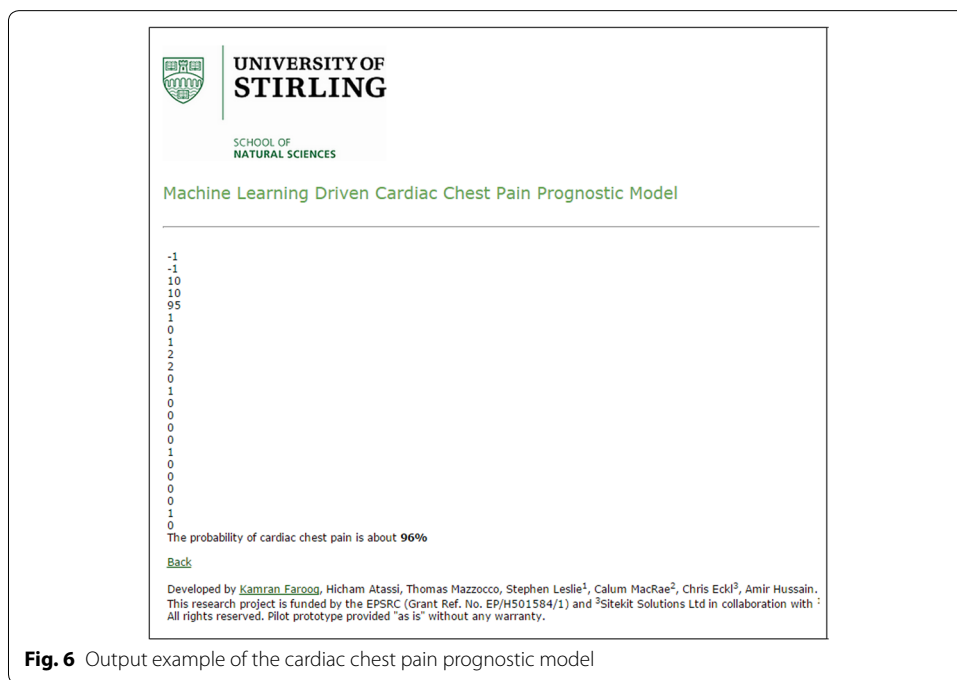 UNIVERSITY OF
STIRLING
SCHOOL OF
NATURAL SCIENCES
Machine Learning Driven Cardiac Chest Pain Prognostic Model
-1
-1
10
10
95
1
0
1
2
2
0
1
0
0
0
0
1
0
0
0
0
1
0
The probability of cardiac chest pain is about 96%
Back
Developed by Kamran Farooq, Hicham Atassi, Thomas Mazzocco, Stephen Leslie1, Calum MacRae2, Chris Eckl3, Amir Hussain.
This research project is funded by the EPSRC (Grant Ref. No. EP/H501584/1) and 3Sitekit Solutions Ltd in collaboration with
All rights reserved. Pilot prototype provided "as is" without any warranty.
Fig. 6 Output example of the cardiac chest pain prognostic model